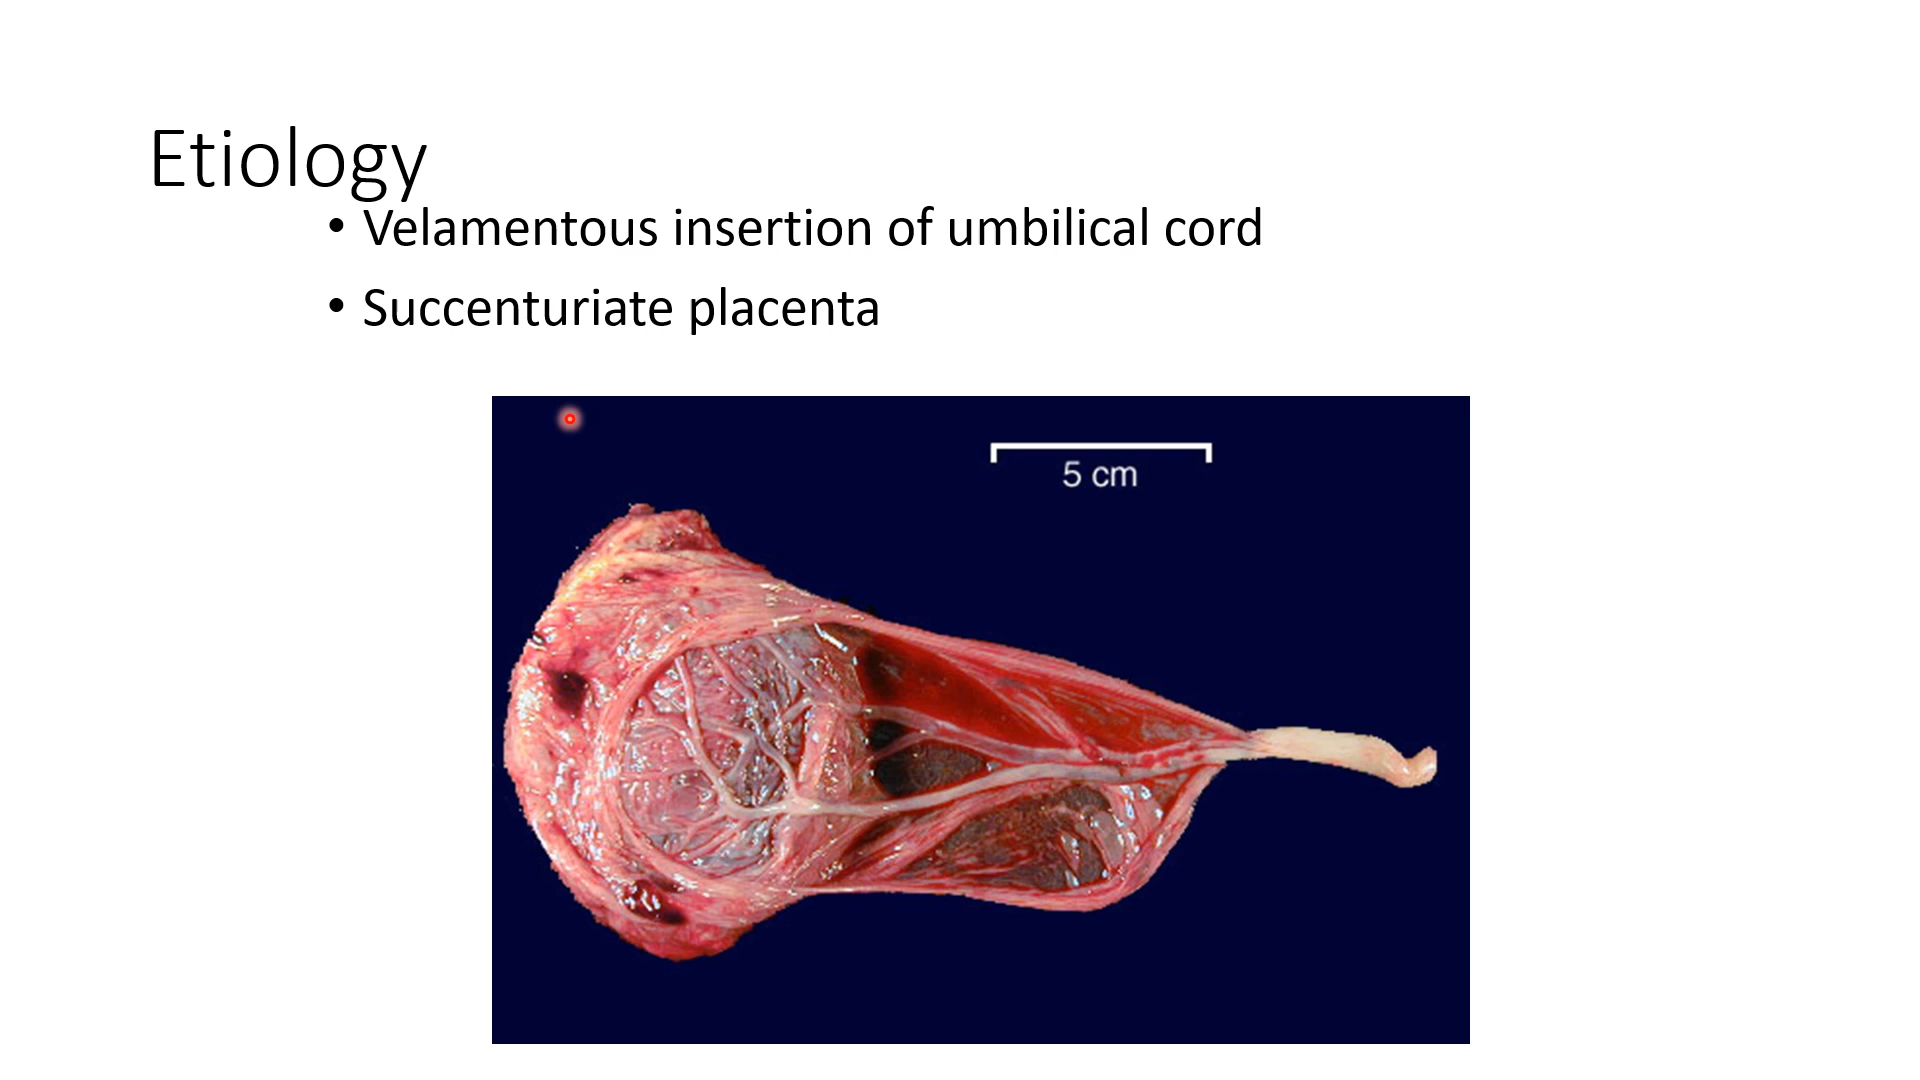 Etiology
• Velamentous insertion of umbilical cord
• Succenturiate placenta
5 cm